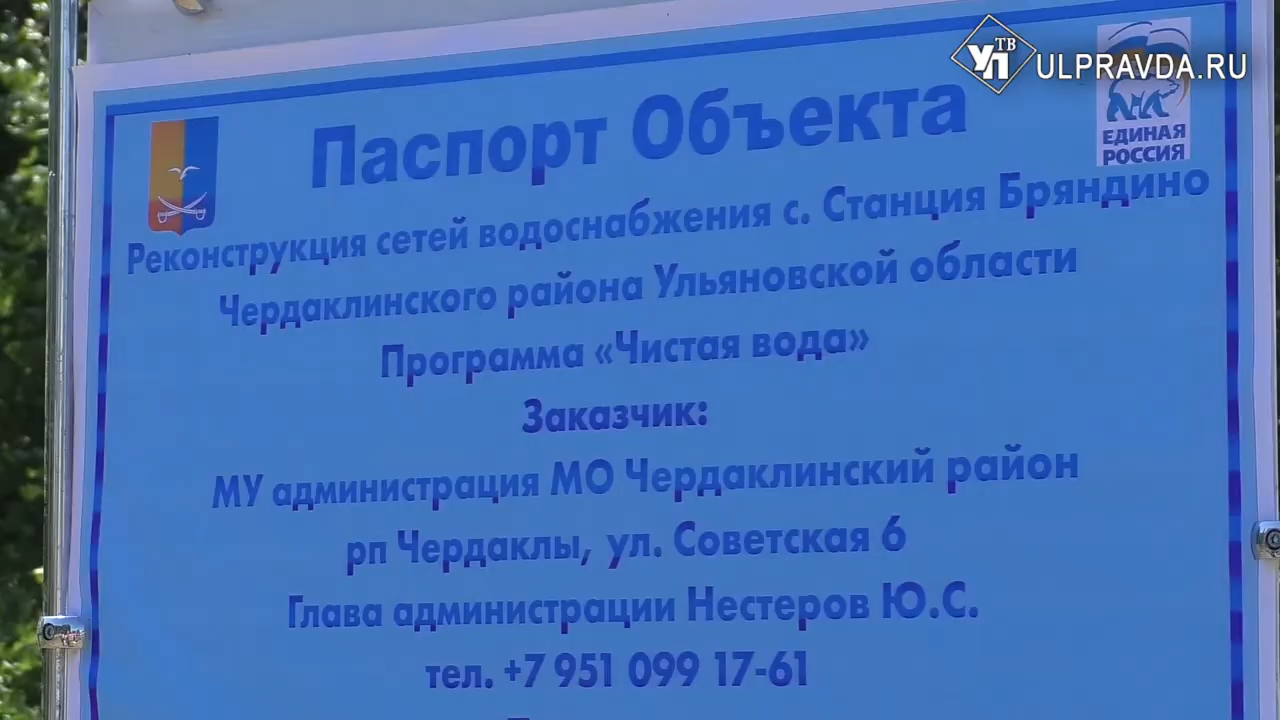 УП ТВ ULPRAVDA.RU
ЕДИНАЯ
РОССИЯ
Паспорт Объекта
Реконструкция сетей водоснабжения с. Станция Бряндино
Чердаклинского района Ульяновской области
Программа «Чистая вода»
Заказчик:
МУ администрация МО Чердаклинский район
рп Чердаклы, ул. Советская 6
Глава администрации Нестеров Ю.С.
тел. +7 951 099 17-61